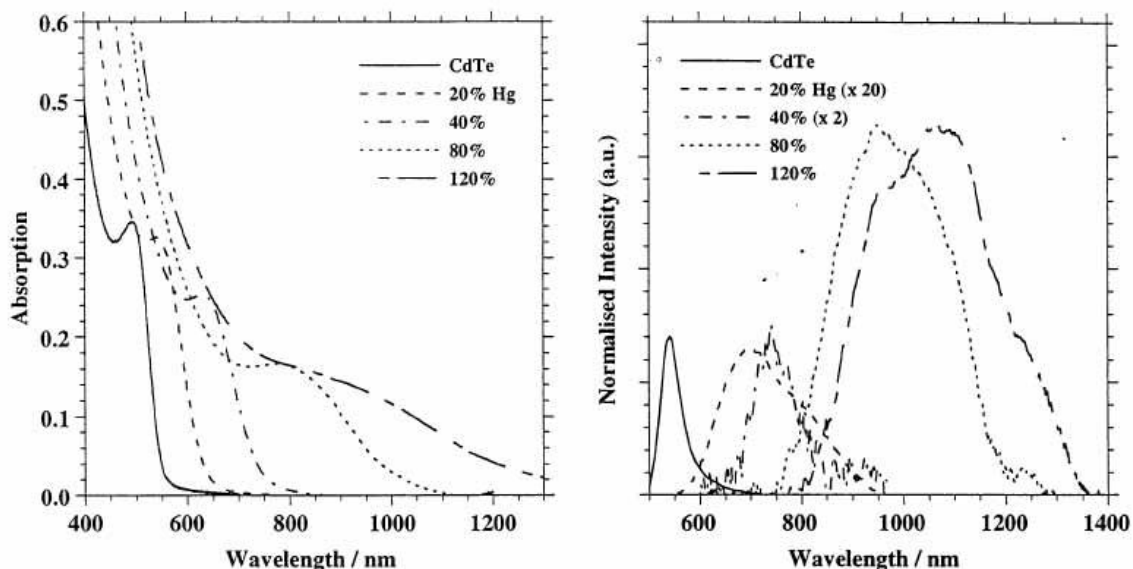 0.6
0.5
0.4
0.3
0.2
0.1
0.0
Absorption
CdTe
20% Hg
40%
80%
120%
400
600
800
1000
1200
Wavelength / nm
Normalised Intensity (a.u.)
CdTe
20% Hg (x 20)
40% (x 2)
80%
120%
600
800
1000
1200
1400
Wavelength / nm